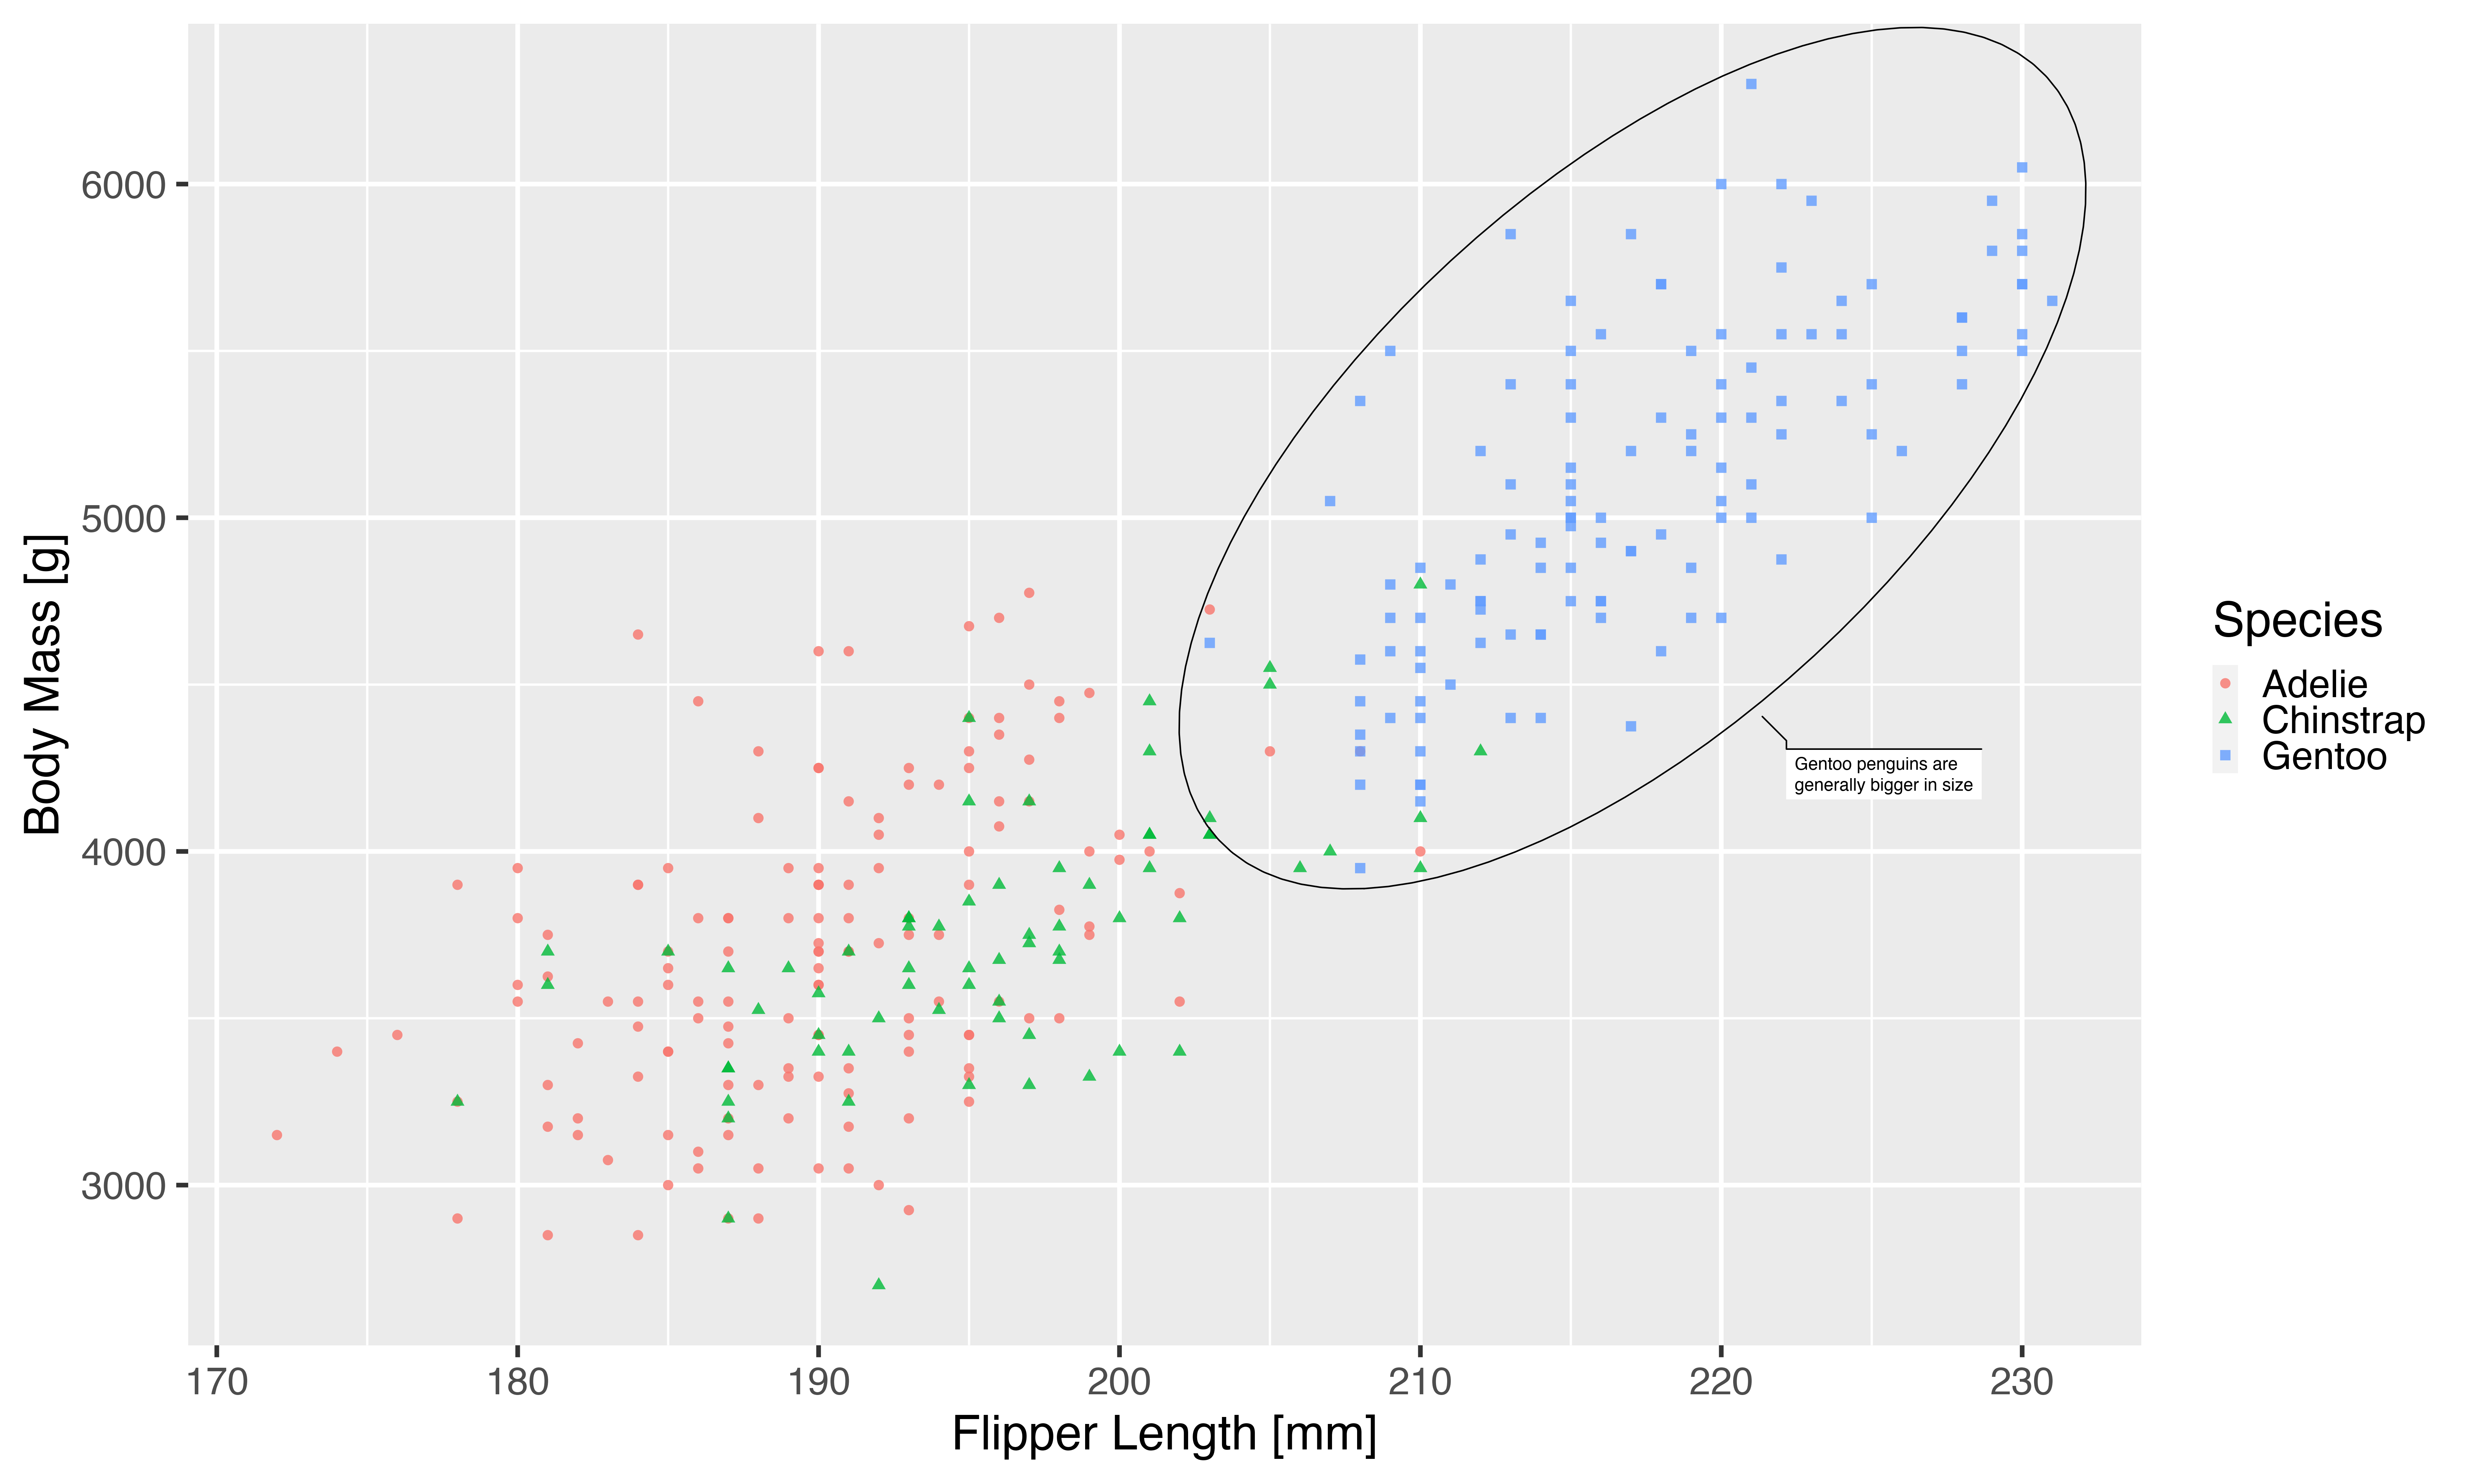 6000
5000
4000
3000
Body Mass [g]
170 180 190 200 210 220 230
Flipper Length [mm]
Gentoo penguins are
generally bigger in size
Species
Adelie
Chinstrap
Gentoo